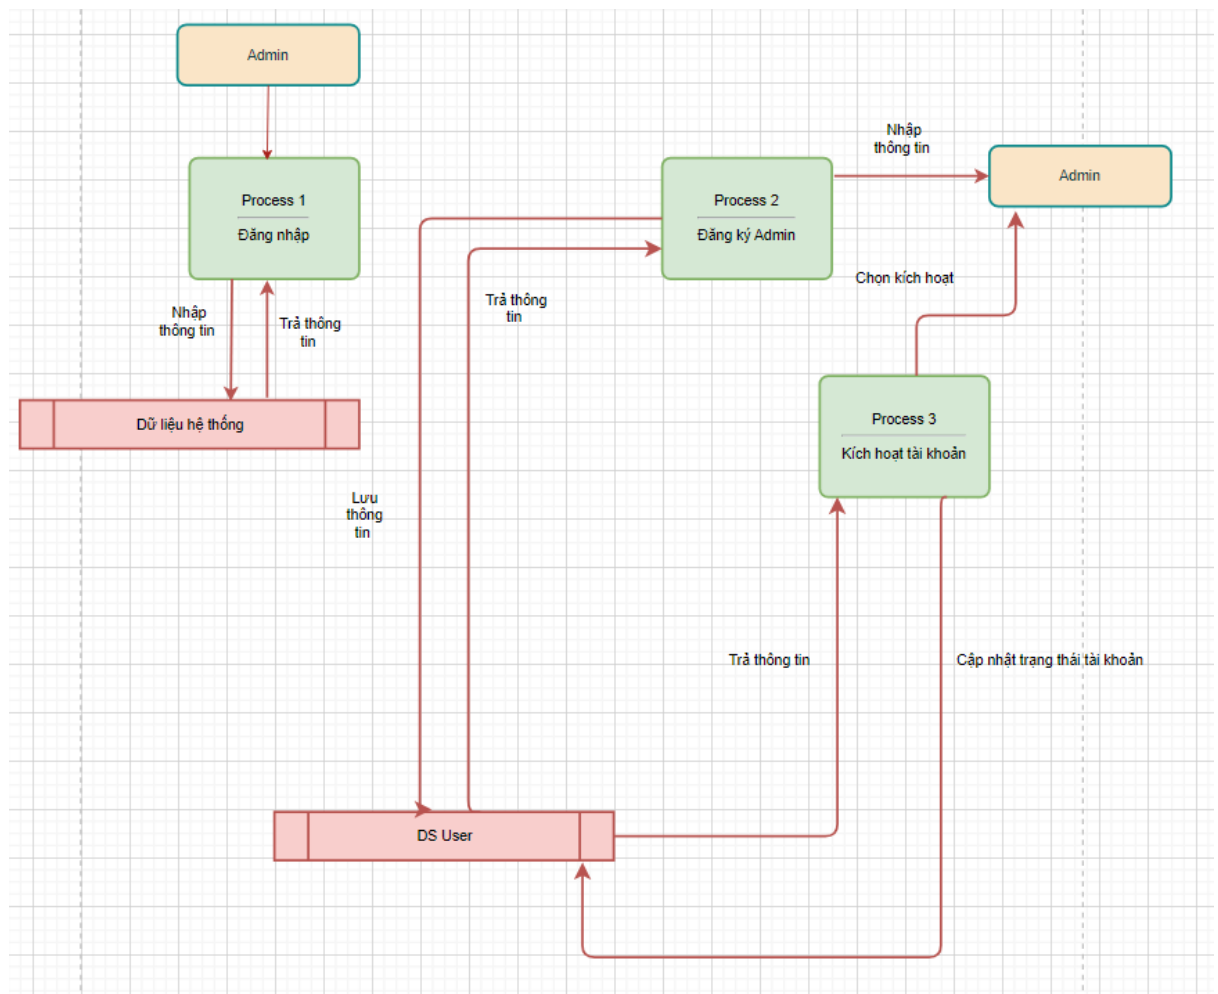 Admin
Process 1
Đăng nhập
Nhập
thông tin
Trả thông
tin
Dữ liệu hệ thống
Process 2
Đăng ký Admin
Nhập
thông tin
Admin
Trả thông
tin
Chọn kích hoạt
Process 3
Kích hoạt tài khoản
Lưu
thông
tin
Trả thông tin
Cập nhật trạng thái tài khoản
DS User